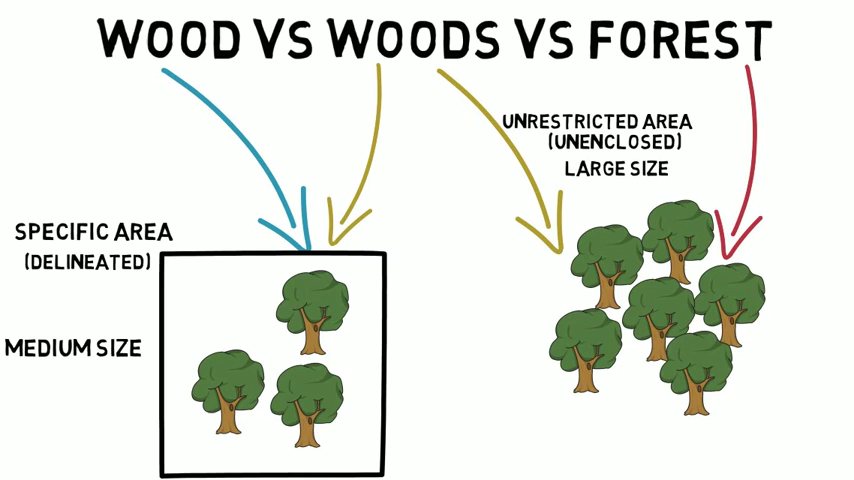 WOOD VS WOODS VS FOREST
UNRESTRICTED AREA
(UNENCLOSED)
LARGE SIZE
SPECIFIC AREA
(DELINEATED)
MEDIUM SIZE